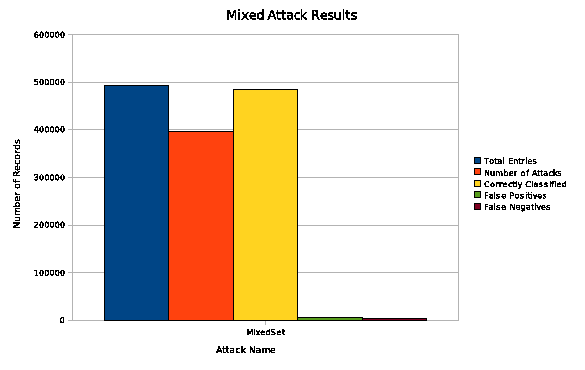 Mixed Attack Results
600000
500000
400000
300000
200000
100000
0
Number of Records
MixedSet
Attack Name
Total Entries
Number of Attacks
Correctly Classified
False Positives
False Negatives